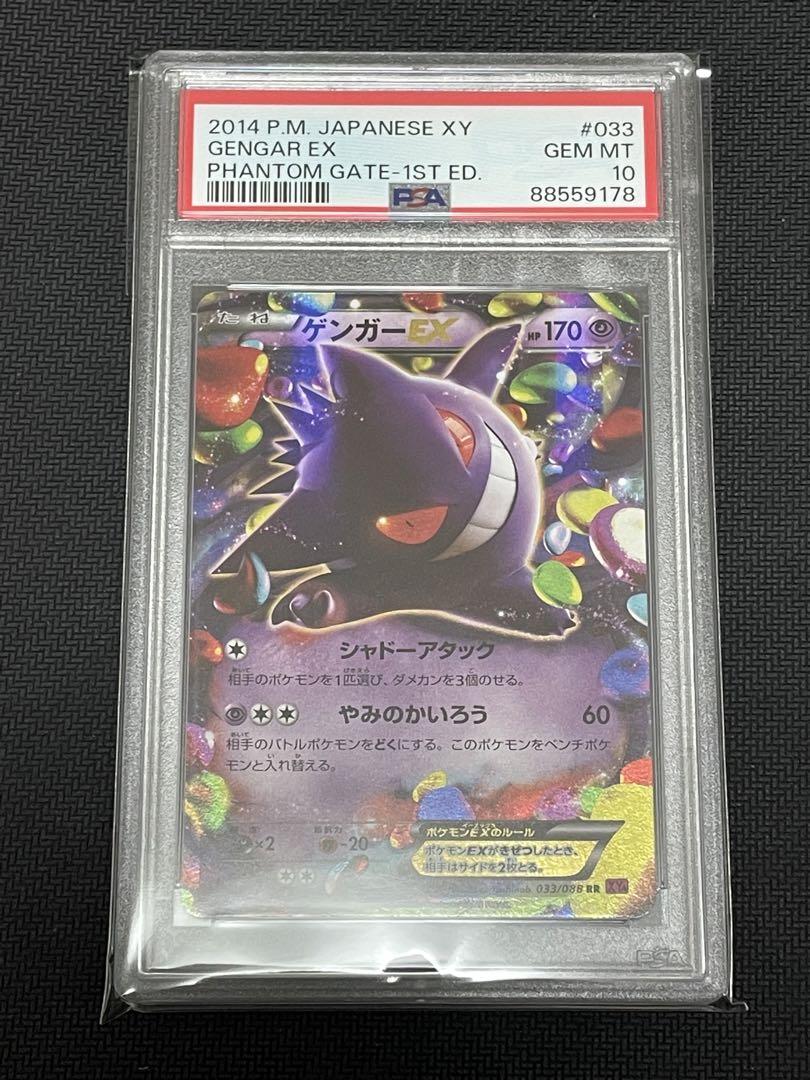 2014 P.M. JAPANESE XY #033
GENGAR EX GEM MT
PHANTOM GATE-1ST ED. 10
PSA 88559178
たね ゲンガーEX HP 170
シャドーアタック
相手のポケモンを1匹選び、ダメカンを3個のせる。
やみのかいろう 60
相手のバトルポケモンをどくにする。このポケモンをベンチポケ
モンと入れ替える。
×2 抵抗力 -20
ポケモンEXのルール
ポケモンEXがきぜつしたとき、
相手はサイドを2枚とる。
033/088 RR XY4
PSA